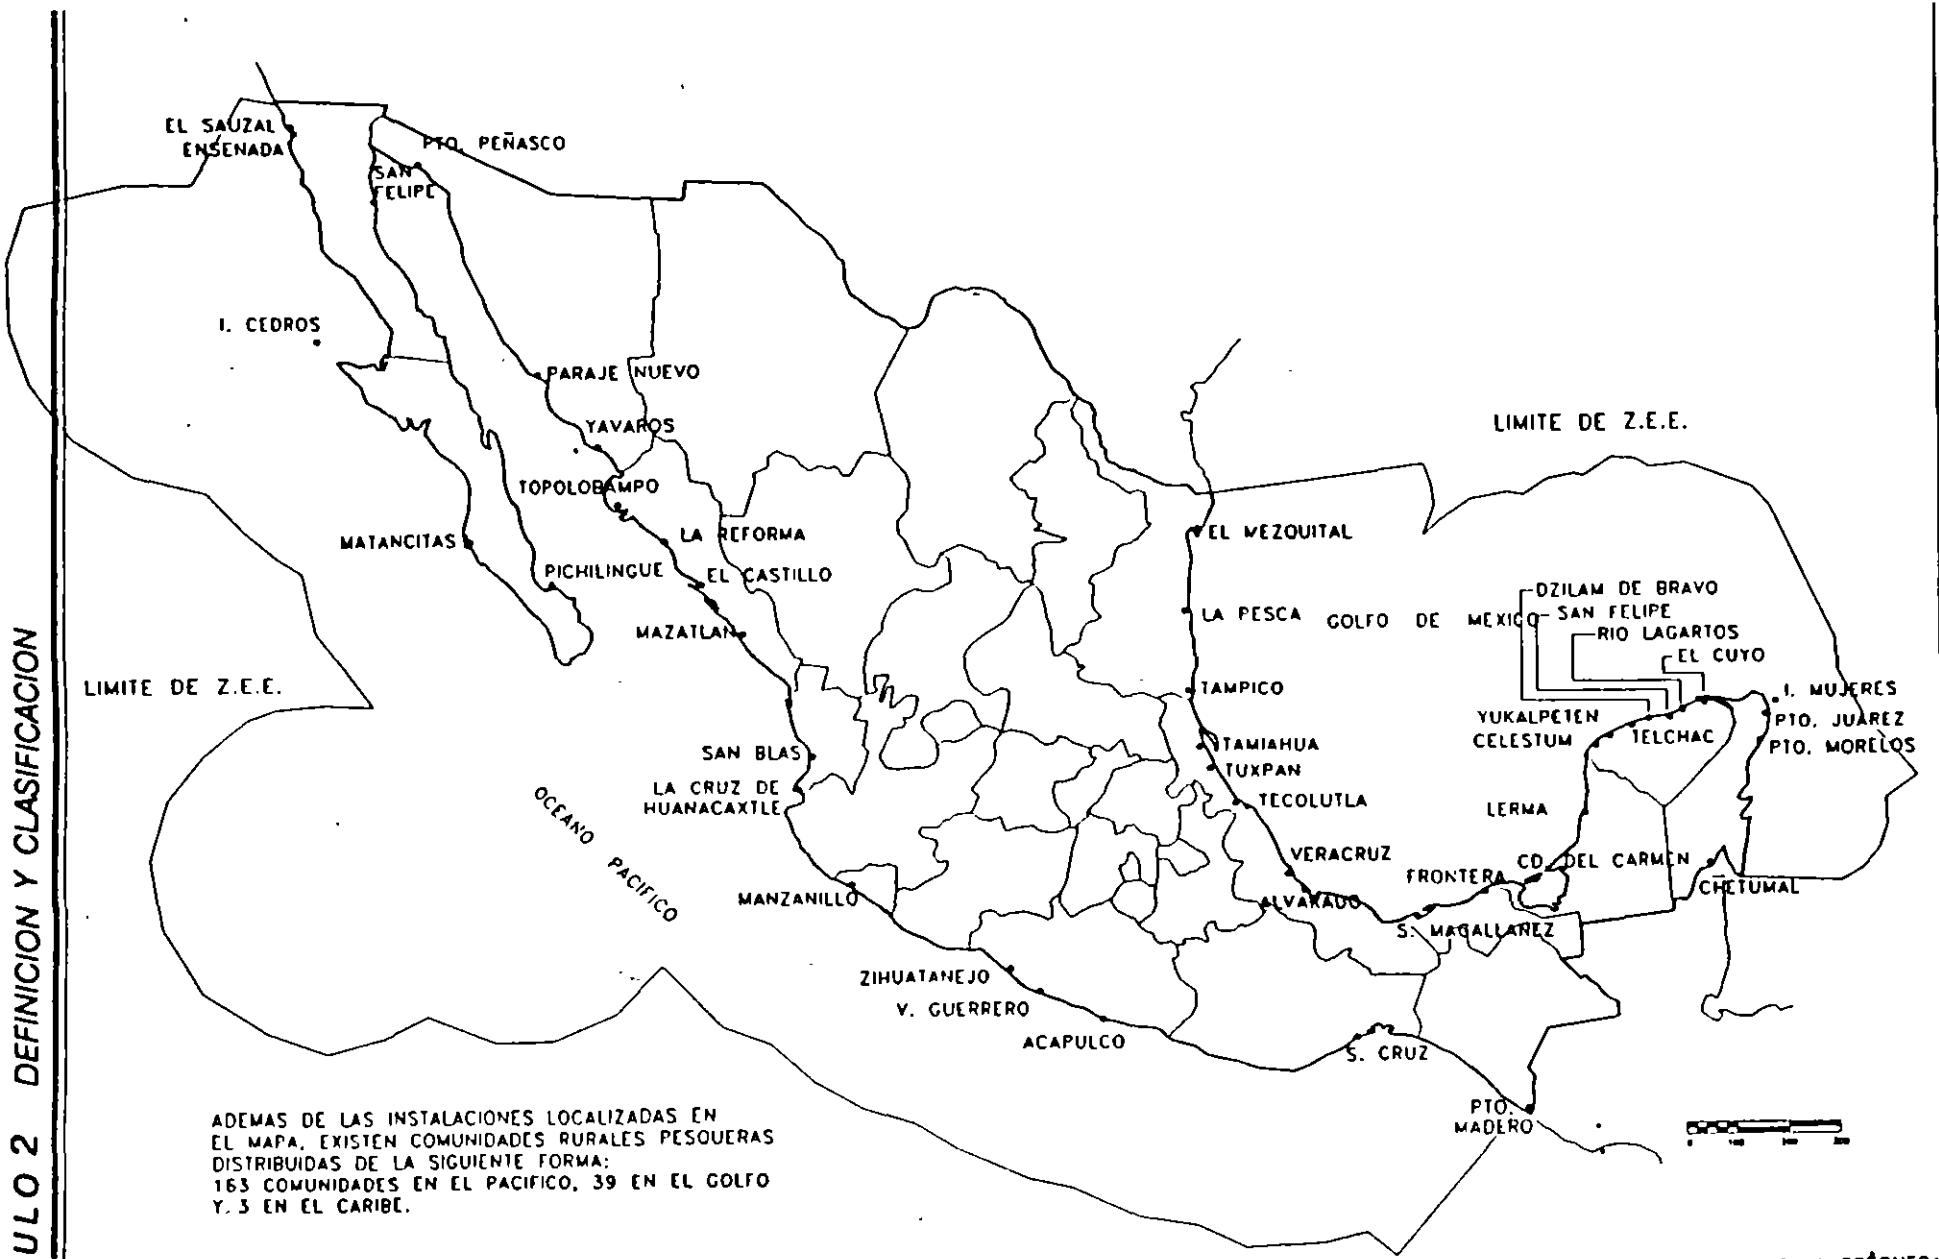 EL SAUZAL
ENSENADA
PTO. PEÑASCO
SAN
FELIPE
I. CEDROS
PARAJE NUEVO
YAVAROS
TOPOLOBAMPO
LA REFORMA
MATANCITAS
PICHILINGUE
EL CASTILLO
MAZATLAN
LIMITE DE Z.E.E.
SAN BLAS
LA CRUZ DE
HUANACAXTLE
OCEANO PACIFICO
MANZANILLO
ZIHUATANEJO
V. GUERRERO
ACAPULCO
S. CRUZ
PTO.
MADERO
LIMITE DE Z.E.E.
EL MEZQUITAL
LA PESCA
GOLFO DE MEXICO
TAMPICO
TAMIAHUA
TUXPAN
TECOLUTLA
VERACRUZ
ALVARADO
FRONTERA
S. MAGALLANEZ
CD. DEL CARMEN
LERMA
DZILAM DE BRAVO
SAN FELIPE
RIO LAGARTOS
EL CUYO
YUKALPETEN
CELESTUM
TELCHAC
I. MUJERES
PTO. JUAREZ
PTO. MORELOS
CHETUMAL
ADEMAS DE LAS INSTALACIONES LOCALIZADAS EN
EL MAPA, EXISTEN COMUNIDADES RURALES PESQUERAS
DISTRIBUIDAS DE LA SIGUIENTE FORMA:
163 COMUNIDADES EN EL PACIFICO, 39 EN EL GOLFO
Y. 3 EN EL CARIBE.
ULO 2 DEFINICION Y CLASIFICACION